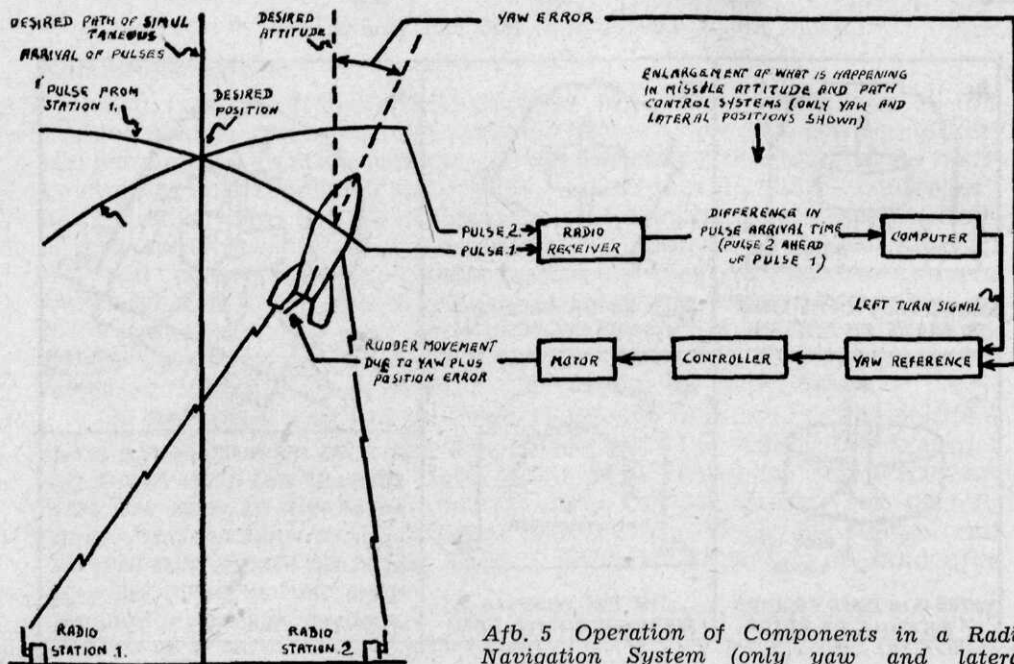 DESIRED PATH OF SIMUL
TANEOUS
ARRIVAL OF PULSES
PULSE FROM
STATION 1.
DESIRED
POSITION
DESIRED
ATTITUDE
YAW ERROR
ENLARGEMENT OF WHAT IS HAPPENING
IN MISSILE ATTITUDE AND PATH
CONTROL SYSTEMS (ONLY YAW AND
LATERAL POSITIONS SHOWN)
PULSE 2
PULSE 1
RADIO
RECEIVER
DIFFERENCE IN
PULSE ARRIVAL TIME
(PULSE 2 AHEAD
OF PULSE 1)
COMPUTER
LEFT TURN SIGNAL
RUDDER MOVEMENT
DUE TO YAW PLUS
POSITION ERROR
MOTOR
CONTROLLER
YAW REFERENCE
RADIO
STATION 1.
RADIO
STATION 2
Afb. 5 Operation of Components in a Radi
Navigation System (only yaw and latera